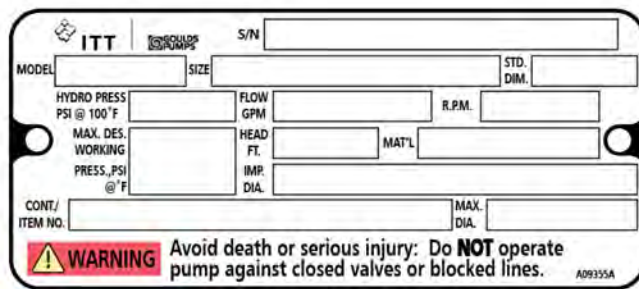 ITT GOULDS PUMPS S/N
MODEL SIZE STD. DIM.
HYDRO PRESS PSI @ 100°F FLOW GPM R.P.M.
MAX. DES. WORKING PRESS.,PSI @°F HEAD FT. MAT'L
IMP. DIA.
CONT./ ITEM NO. MAX. DIA.
WARNING Avoid death or serious injury: Do NOT operate
pump against closed valves or blocked lines. A09355A